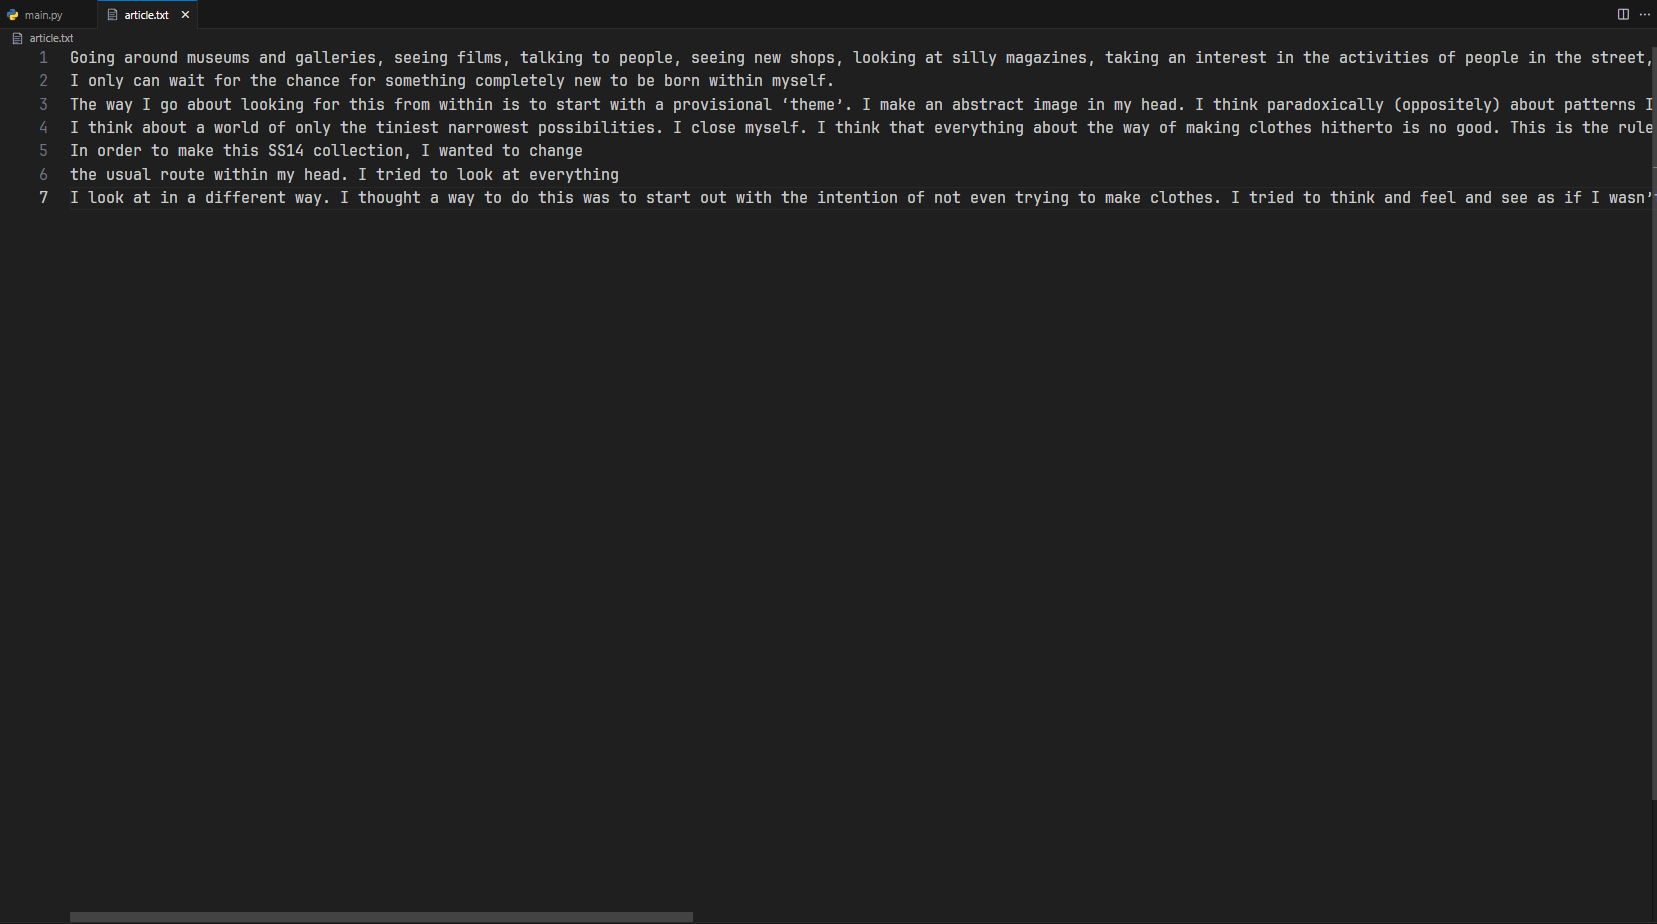 main.py
article.txt
article.txt
1 Going around museums and galleries, seeing films, talking to people, seeing new shops, looking at silly magazines, taking an interest in the activities of people in the street,
2 I only can wait for the chance for something completely new to be born within myself.
3 The way I go about looking for this from within is to start with a provisional ‘theme’. I make an abstract image in my head. I think paradoxically (oppositely) about patterns I
4 I think about a world of only the tiniest narrowest possibilities. I close myself. I think that everything about the way of making clothes hitherto is no good. This is the rule
5 In order to make this SS14 collection, I wanted to change
6 the usual route within my head. I tried to look at everything
7 I look at in a different way. I thought a way to do this was to start out with the intention of not even trying to make clothes. I tried to think and feel and see as if I wasn’